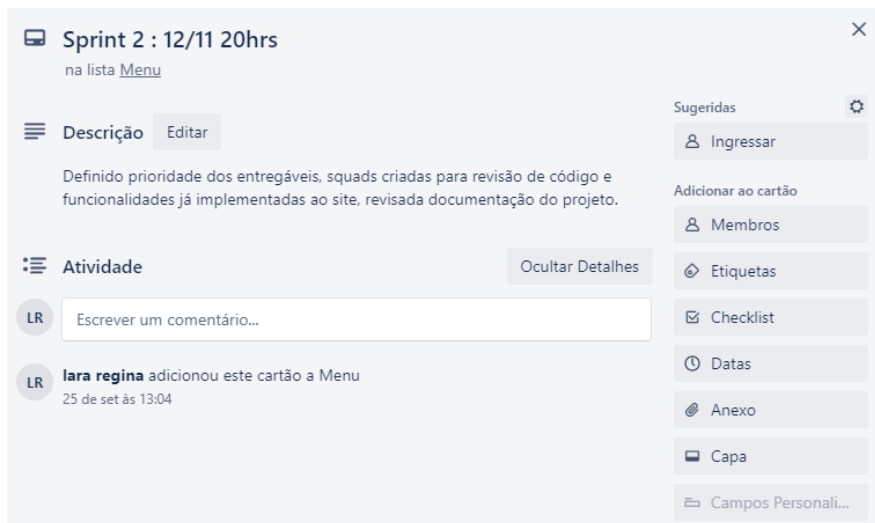 Sprint 2 : 12/11 20hrs
na lista Menu
Descrição Editar
Definido prioridade dos entregáveis, squads criadas para revisão de código e
funcionalidades já implementadas ao site, revisada documentação do projeto.
Atividade Ocultar Detalhes
LR Escrever um comentário...
LR Iara regina adicionou este cartão a Menu
25 de set às 13:04
Sugeridas
Ingressar
Adicionar ao cartão
Membros
Etiquetas
Checklist
Datas
Anexo
Capa
Campos Personali...